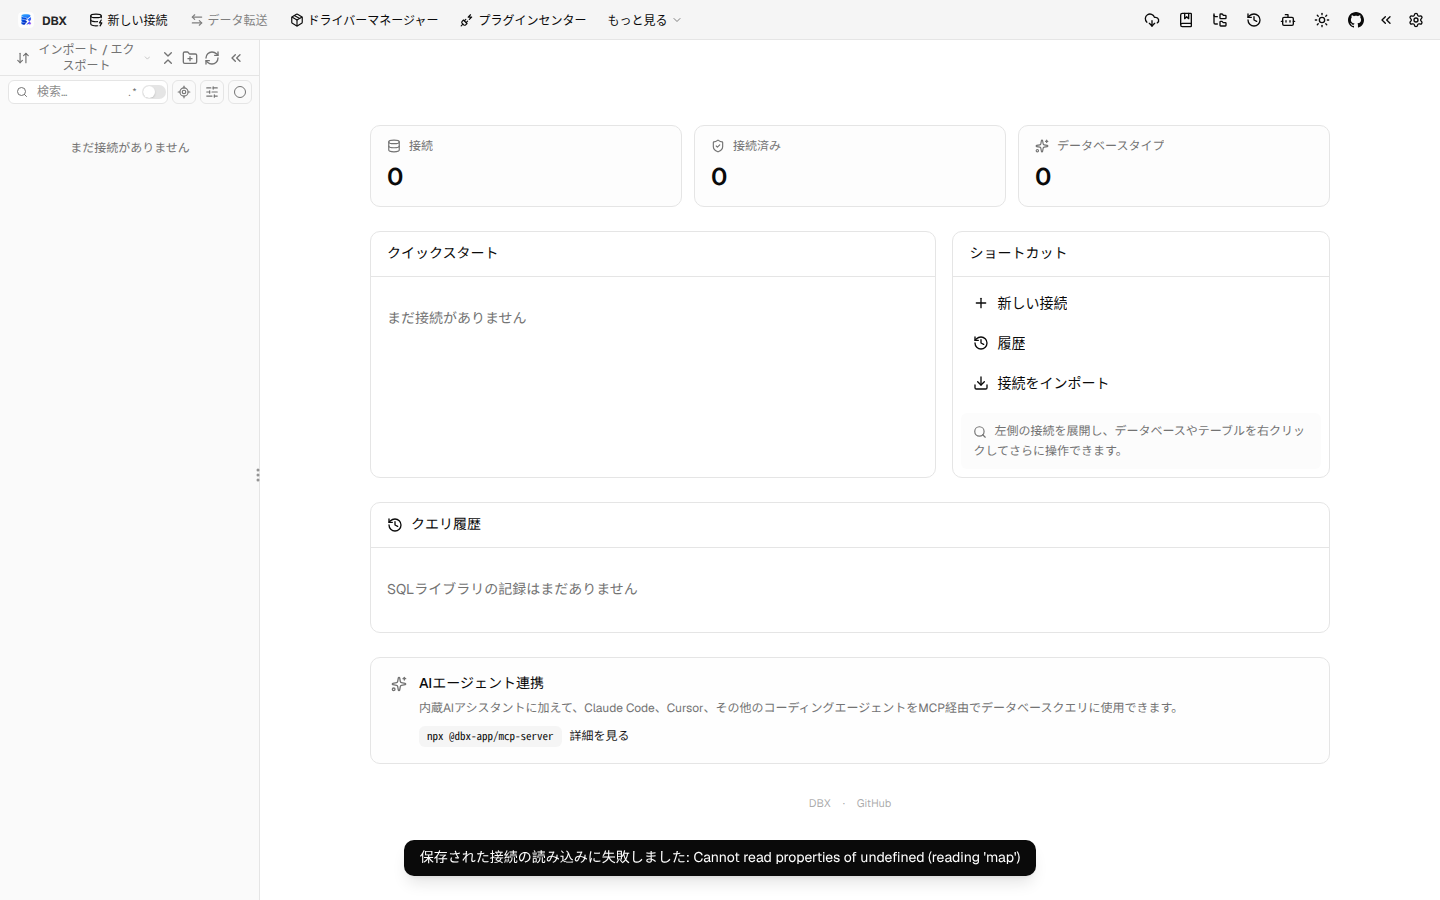 DBX 新しい接続 データ転送 ドライバーマネージャー プラグインセンター もっと見る
インポート / エク
スポート
検索... .*
まだ接続がありません
接続
0
接続済み
0
データベースタイプ
0
クイックスタート
まだ接続がありません
ショートカット
新しい接続
履歴
接続をインポート
左側の接続を展開し、データベースやテーブルを右クリッ
クしてさらに操作できます。
クエリ履歴
SQLライブラリの記録はまだありません
AIエージェント連携
内蔵AIアシスタントに加えて、Claude Code、Cursor、その他のコーディングエージェントをMCP経由でデータベースクエリに使用できます。
npx @dbx-app/mcp-server 詳細を見る
DBX · GitHub
保存された接続の読み込みに失敗しました: Cannot read properties of undefined (reading 'map')